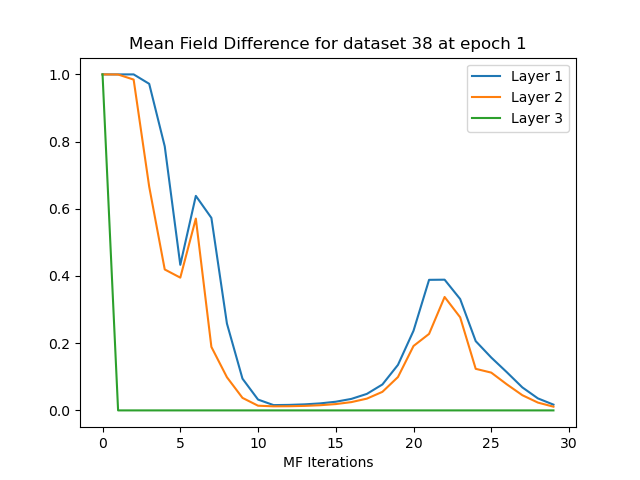 Mean Field Difference for dataset 38 at epoch 1
Layer 1
Layer 2
Layer 3
1.0
0.8
0.6
0.4
0.2
0.0
0 5 10 15 20 25 30
MF Iterations